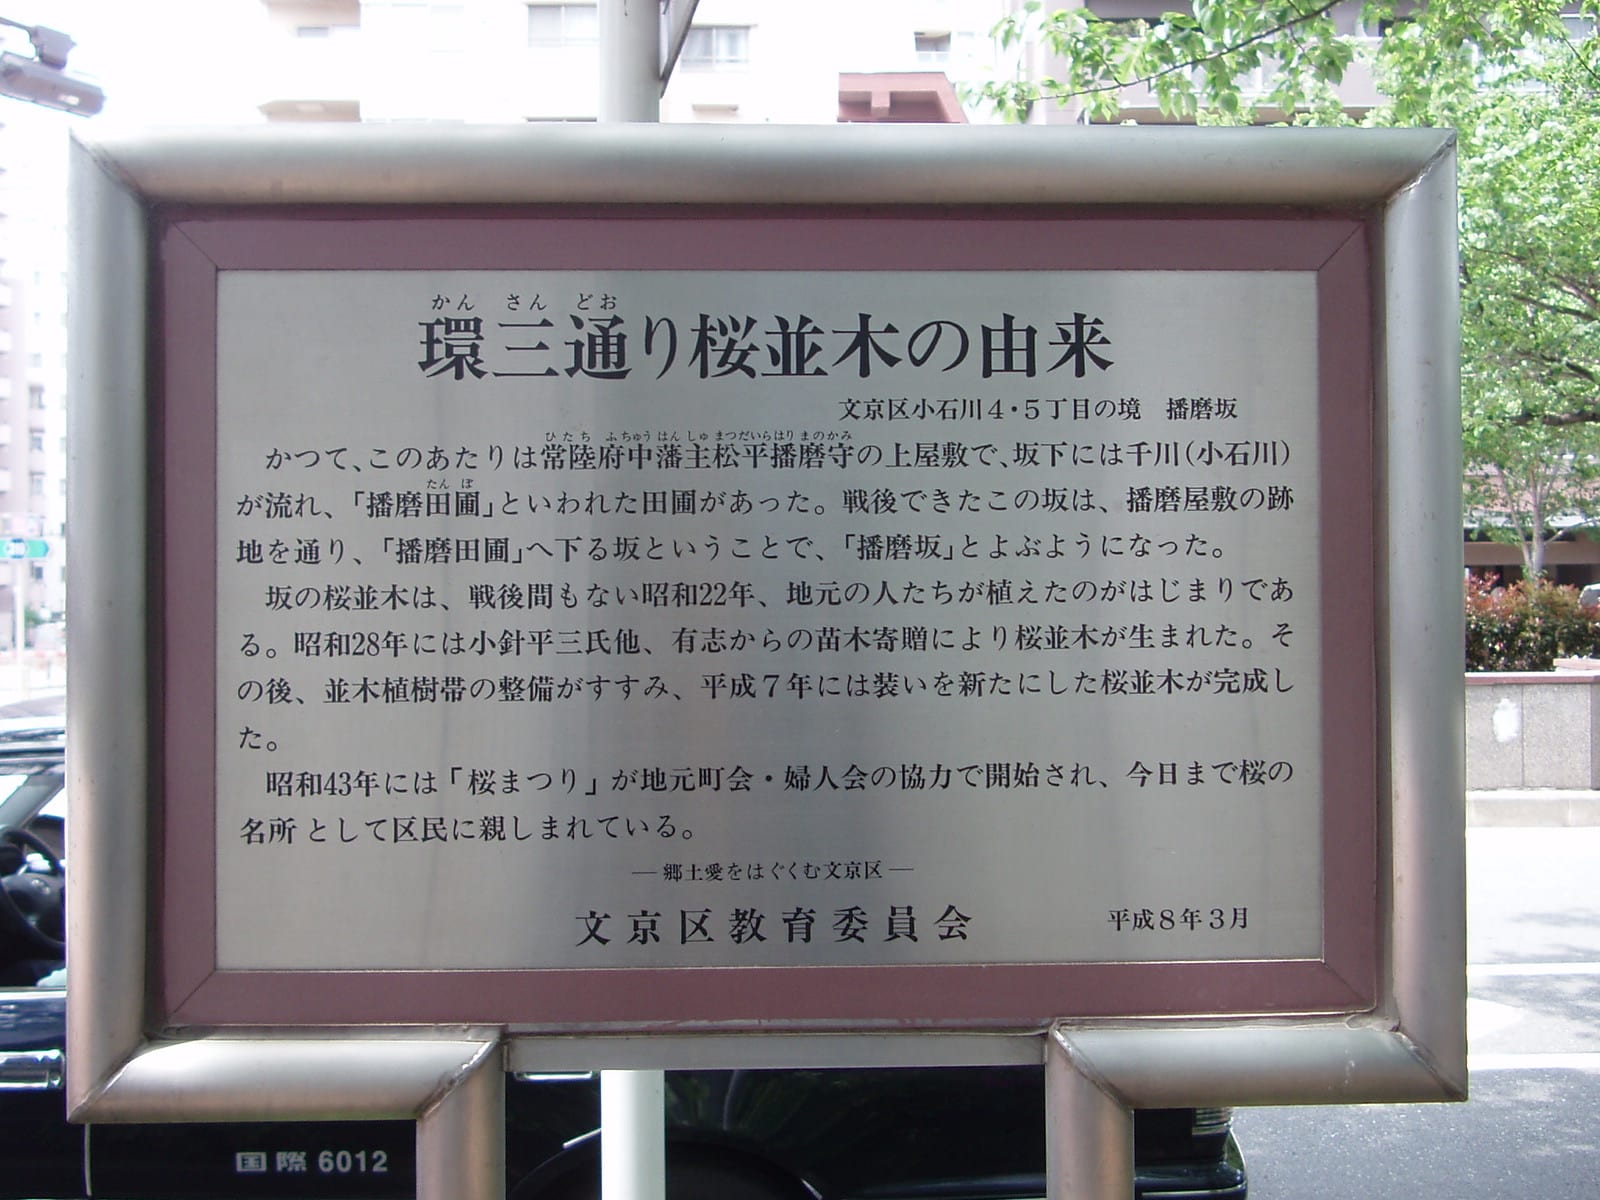 かん さん どお
環三通り桜並木の由来
文京区小石川4・5丁目の境 播磨坂
ひたち ふちゅう はん しゅ まつだいらはりまのかみ
かつて、このあたりは常陸府中藩主松平播磨守の上屋敷で、坂下には千川(小石川)
たん ぼ
が流れ、「播磨田圃」といわれた田圃があった。戦後できたこの坂は、播磨屋敷の跡
地を通り、「播磨田圃」へ下る坂ということで、「播磨坂」とよぶようになった。
坂の桜並木は、戦後間もない昭和22年、地元の人たちが植えたのがはじまりであ
る。昭和28年には小針平三氏他、有志からの苗木寄贈により桜並木が生まれた。そ
の後、並木植樹帯の整備がすすみ、平成7年には装いを新たにした桜並木が完成し
た。
昭和43年には「桜まつり」が地元町会・婦人会の協力で開始され、今日まで桜の
名所として区民に親しまれている。
―郷土愛をはぐくむ文京区―
文京区教育委員会 平成8年3月
国際 6012